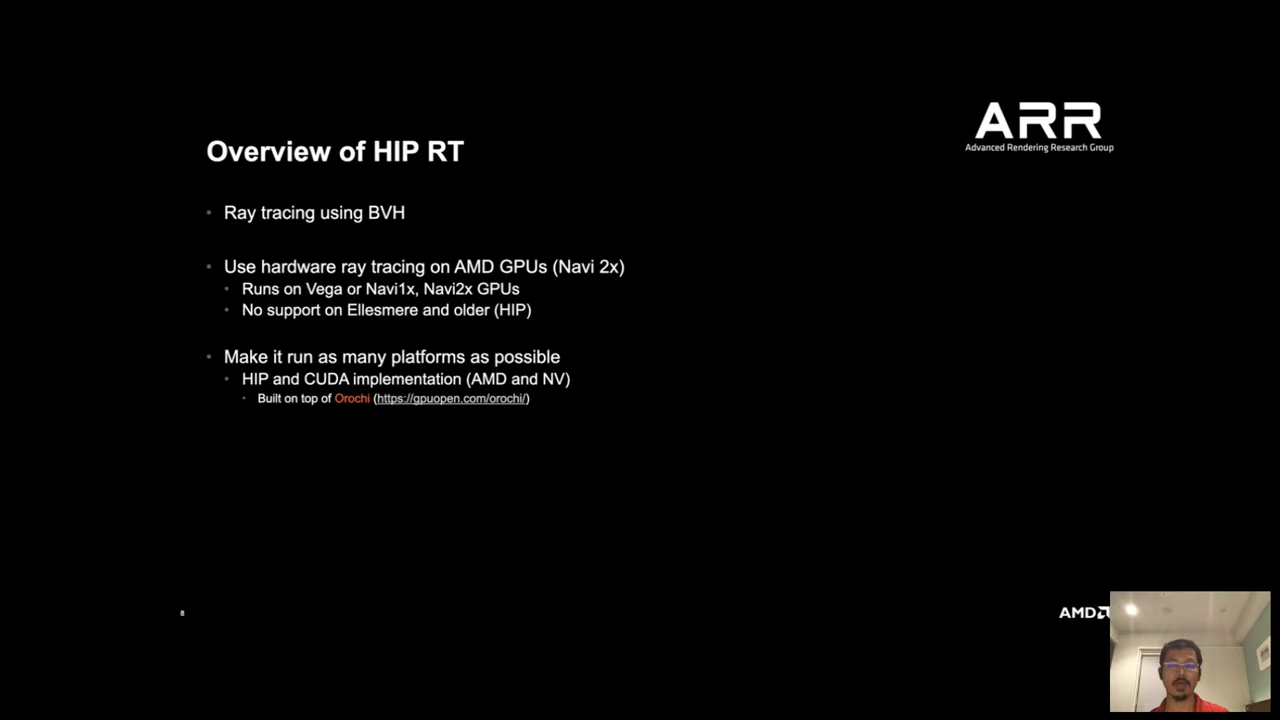 ARR
Advanced Rendering Research Group
Overview of HIP RT
• Ray tracing using BVH
• Use hardware ray tracing on AMD GPUs (Navi 2x)
• Runs on Vega or Navi1x, Navi2x GPUs
• No support on Ellesmere and older (HIP)
• Make it run as many platforms as possible
• HIP and CUDA implementation (AMD and NV)
• Built on top of Orochi (https://gpuopen.com/orochi/)
8
AMD